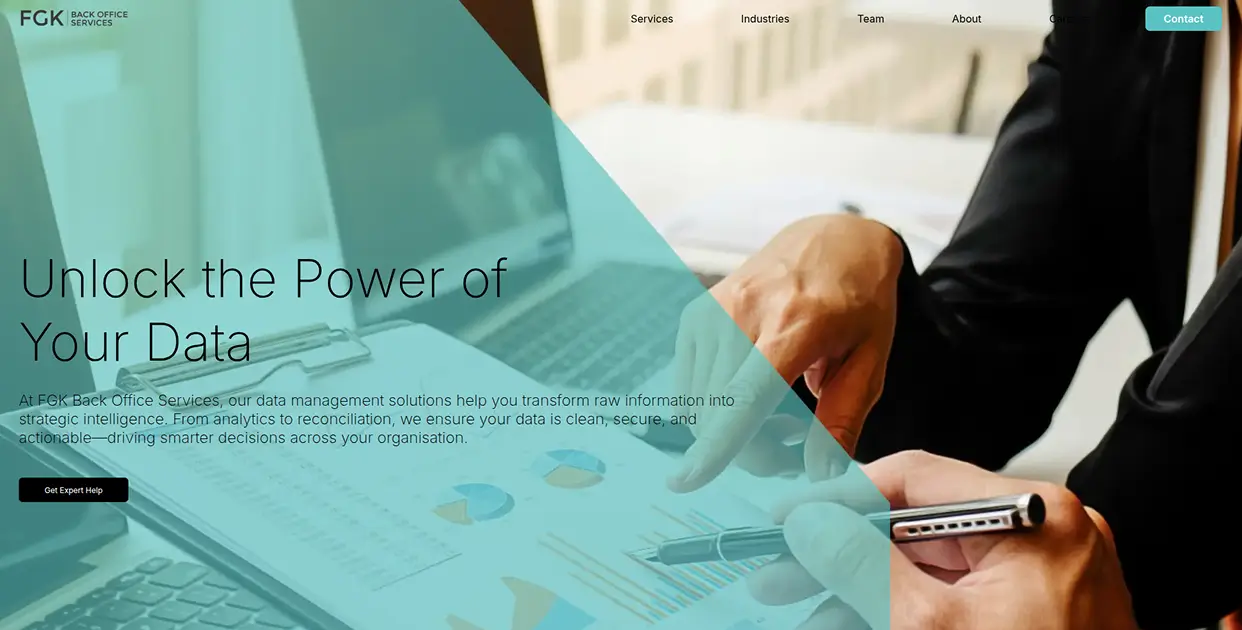 FGK BACK OFFICE
SERVICES
Services Industries Team About Careers Contact
Unlock the Power of
Your Data
At FGK Back Office Services, our data management solutions help you transform raw information into
strategic intelligence. From analytics to reconciliation, we ensure your data is clean, secure, and
actionable—driving smarter decisions across your organisation.
Get Expert Help